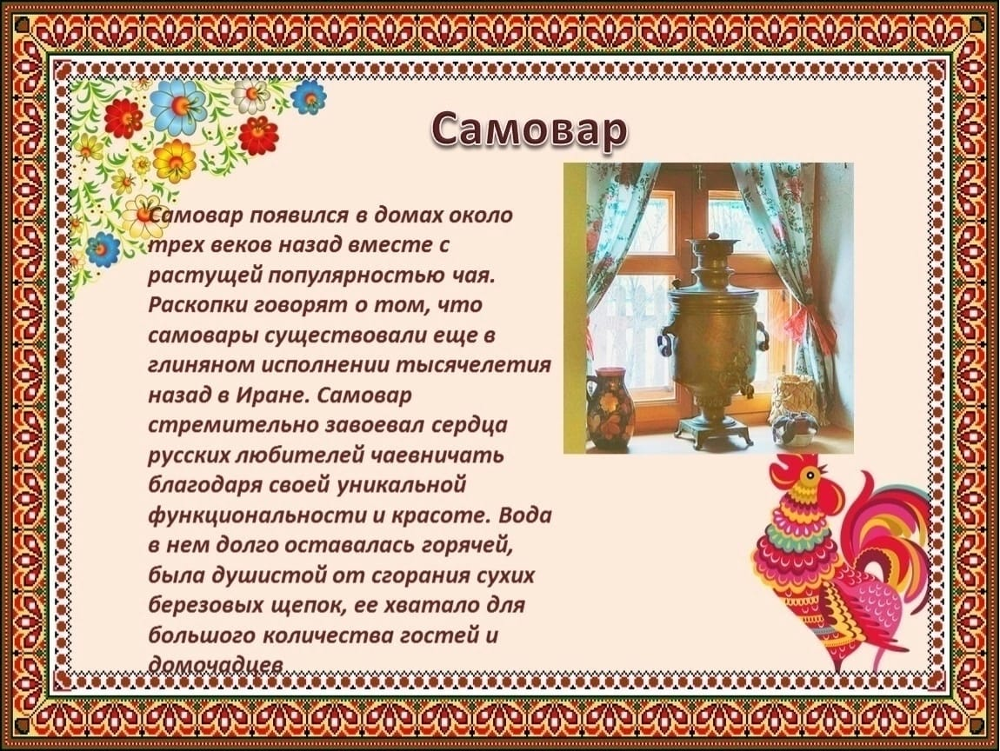 Самовар
Самовар появился в домах около
трех веков назад вместе с
растущей популярностью чая.
Раскопки говорят о том, что
самовары существовали еще в
глиняном исполнении тысячелетия
назад в Иране. Самовар
стремительно завоевал сердца
русских любителей чаевничать
благодаря своей уникальной
функциональности и красоте. Вода
в нем долго оставалась горячей,
была душистой от сгорания сухих
березовых щепок, ее хватало для
большого количества гостей и
домочадцев